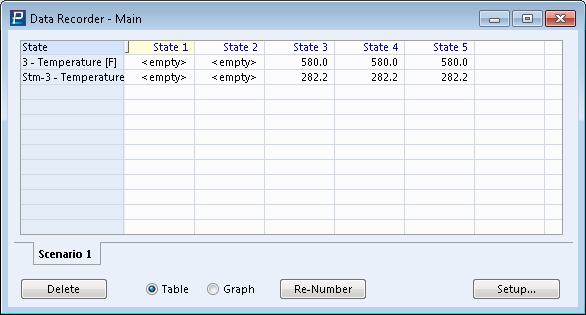 Data Recorder - Main
State State 1 State 2 State 3 State 4 State 5
3 - Temperature [F] <empty> <empty> 580.0 580.0 580.0
Stm-3 - Temperature <empty> <empty> 282.2 282.2 282.2
Scenario 1
Delete Table Graph Re-Number Setup...